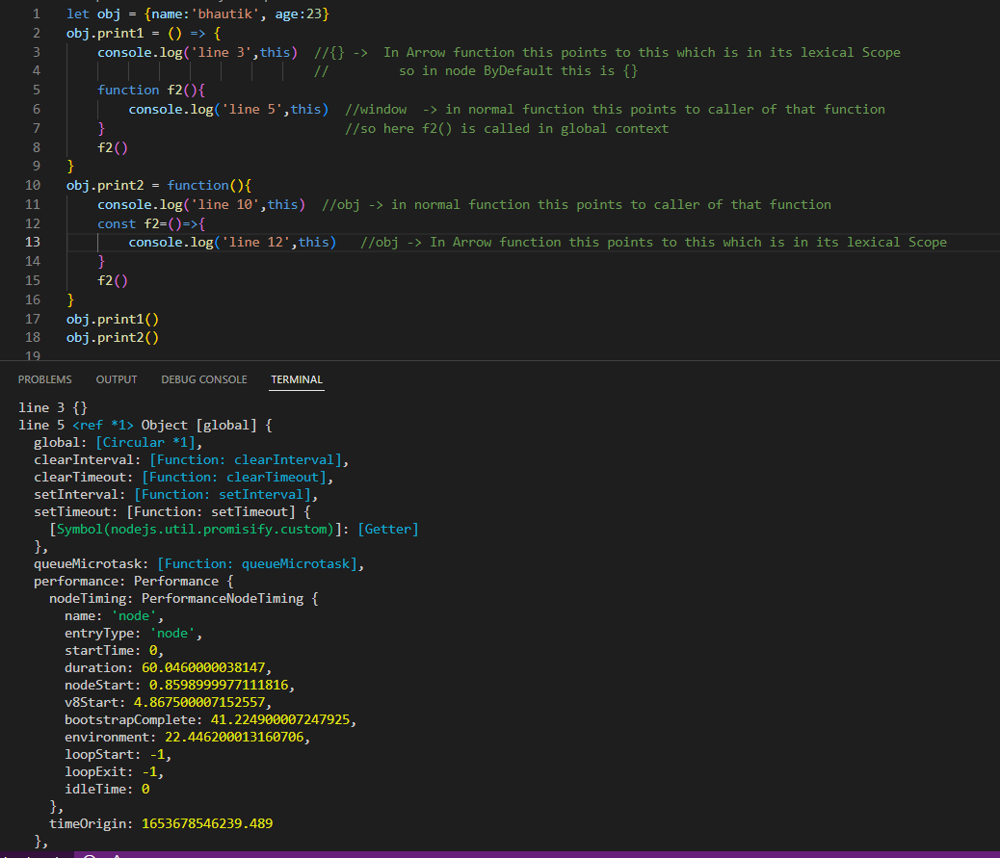 1 let obj = {name:'bhautik', age:23}
2 obj.print1 = () => {
3 console.log('line 3',this) //{} -> In Arrow function this points to this which is in its lexical Scope
4 // so in node ByDefault this is {}
5 function f2(){
6 console.log('line 5',this) //window -> in normal function this points to caller of that function
7 } //so here f2() is called in global context
8 f2()
9 }
10 obj.print2 = function(){
11 console.log('line 10',this) //obj -> in normal function this points to caller of that function
12 const f2=()=>{
13 console.log('line 12',this) //obj -> In Arrow function this points to this which is in its lexical Scope
14 }
15 f2()
16 }
17 obj.print1()
18 obj.print2()
19
PROBLEMS OUTPUT DEBUG CONSOLE TERMINAL
line 3 {}
line 5 <ref *1> Object [global] {
global: [Circular *1],
clearInterval: [Function: clearInterval],
clearTimeout: [Function: clearTimeout],
setInterval: [Function: setInterval],
setTimeout: [Function: setTimeout] {
[Symbol(nodejs.util.promisify.custom)]: [Getter]
},
queueMicrotask: [Function: queueMicrotask],
performance: Performance {
nodeTiming: PerformanceNodeTiming {
name: 'node',
entryType: 'node',
startTime: 0,
duration: 60.0460000038147,
nodeStart: 0.8598999977111816,
v8Start: 4.867500007152557,
bootstrapComplete: 41.224900007247925,
environment: 22.446200013160706,
loopStart: -1,
loopExit: -1,
idleTime: 0
},
timeOrigin: 1653678546239.489
},